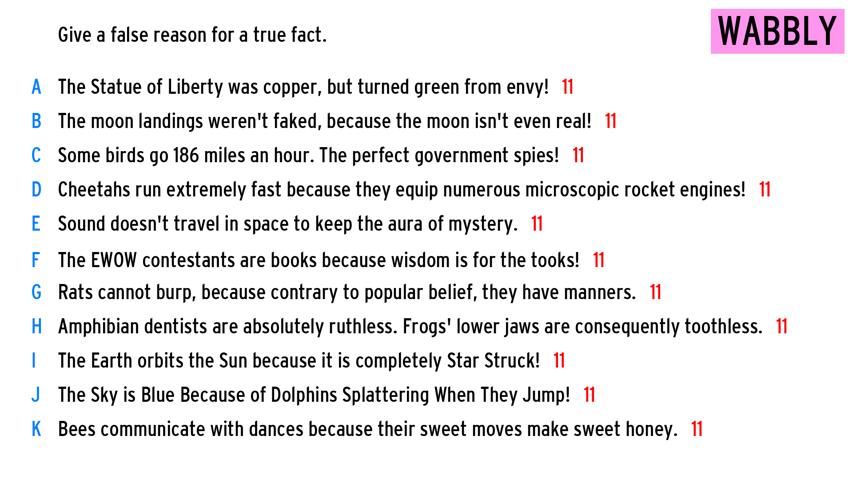 Give a false reason for a true fact.
WABBLY
A The Statue of Liberty was copper, but turned green from envy! 11
B The moon landings weren't faked, because the moon isn't even real! 11
C Some birds go 186 miles an hour. The perfect government spies! 11
D Cheetahs run extremely fast because they equip numerous microscopic rocket engines! 11
E Sound doesn't travel in space to keep the aura of mystery. 11
F The EWOW contestants are books because wisdom is for the tooks! 11
G Rats cannot burp, because contrary to popular belief, they have manners. 11
H Amphibian dentists are absolutely ruthless. Frogs' lower jaws are consequently toothless. 11
I The Earth orbits the Sun because it is completely Star Struck! 11
J The Sky is Blue Because of Dolphins Splattering When They Jump! 11
K Bees communicate with dances because their sweet moves make sweet honey. 11